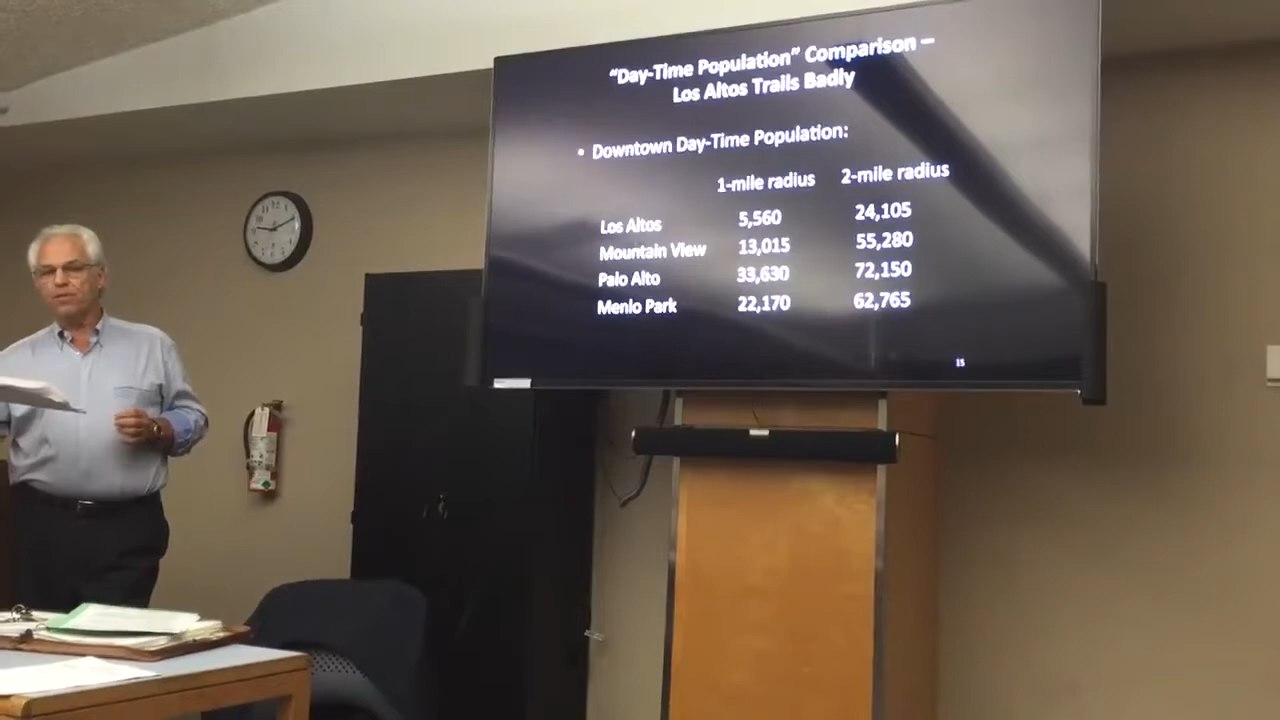 "Day-Time Population" Comparison –
Los Altos Trails Badly
• Downtown Day-Time Population:
1-mile radius 2-mile radius
Los Altos 5,560 24,105
Mountain View 13,015 55,280
Palo Alto 33,630 72,150
Menlo Park 22,170 62,765
15